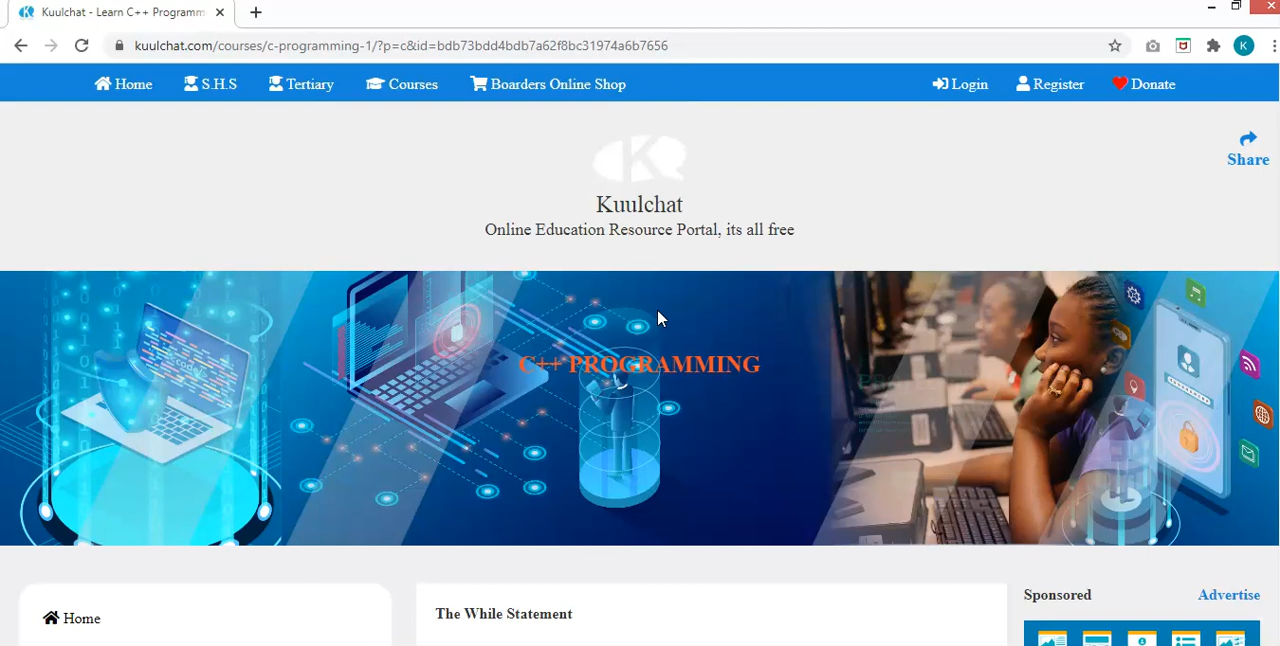 Kuulchat - Learn C++ Programm
kuulchat.com/courses/c-programming-1/?p=c&id=bdb73bdd4bdb7a62f8bc31974a6b7656
K
Home S.H.S Tertiary Courses Boarders Online Shop Login Register Donate
Share
Kuulchat
Online Education Resource Portal, its all free
C++ PROGRAMMING
Home
The While Statement
Sponsored Advertise